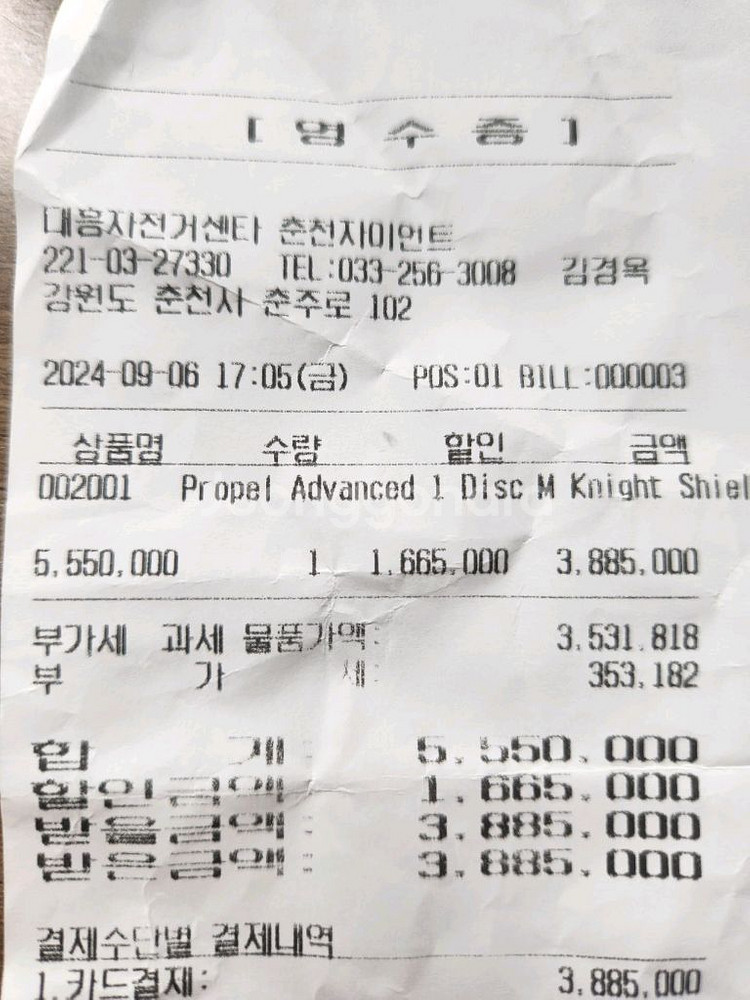 [ 영 수 증 ]
대흥자전거센타 춘천자이언트
221-03-27330 TEL:033-256-3008 김경옥
강원도 춘천시 춘주로 102
2024-09-06 17:05(금) POS:01 BILL:000003
상품명 수량 할인 금액
002001 Propel Advanced 1 Disc M Knight Shiel
5,550,000 1 1,665,000 3,885,000
부가세 과세 물품가액: 3,531,818
부 가 세: 353,182
합 계 : 5,550,000
할인금액 : 1,665,000
받을금액 : 3,885,000
받은금액 : 3,885,000
결제수단별 결제내역
1.카드결제: 3,885,000